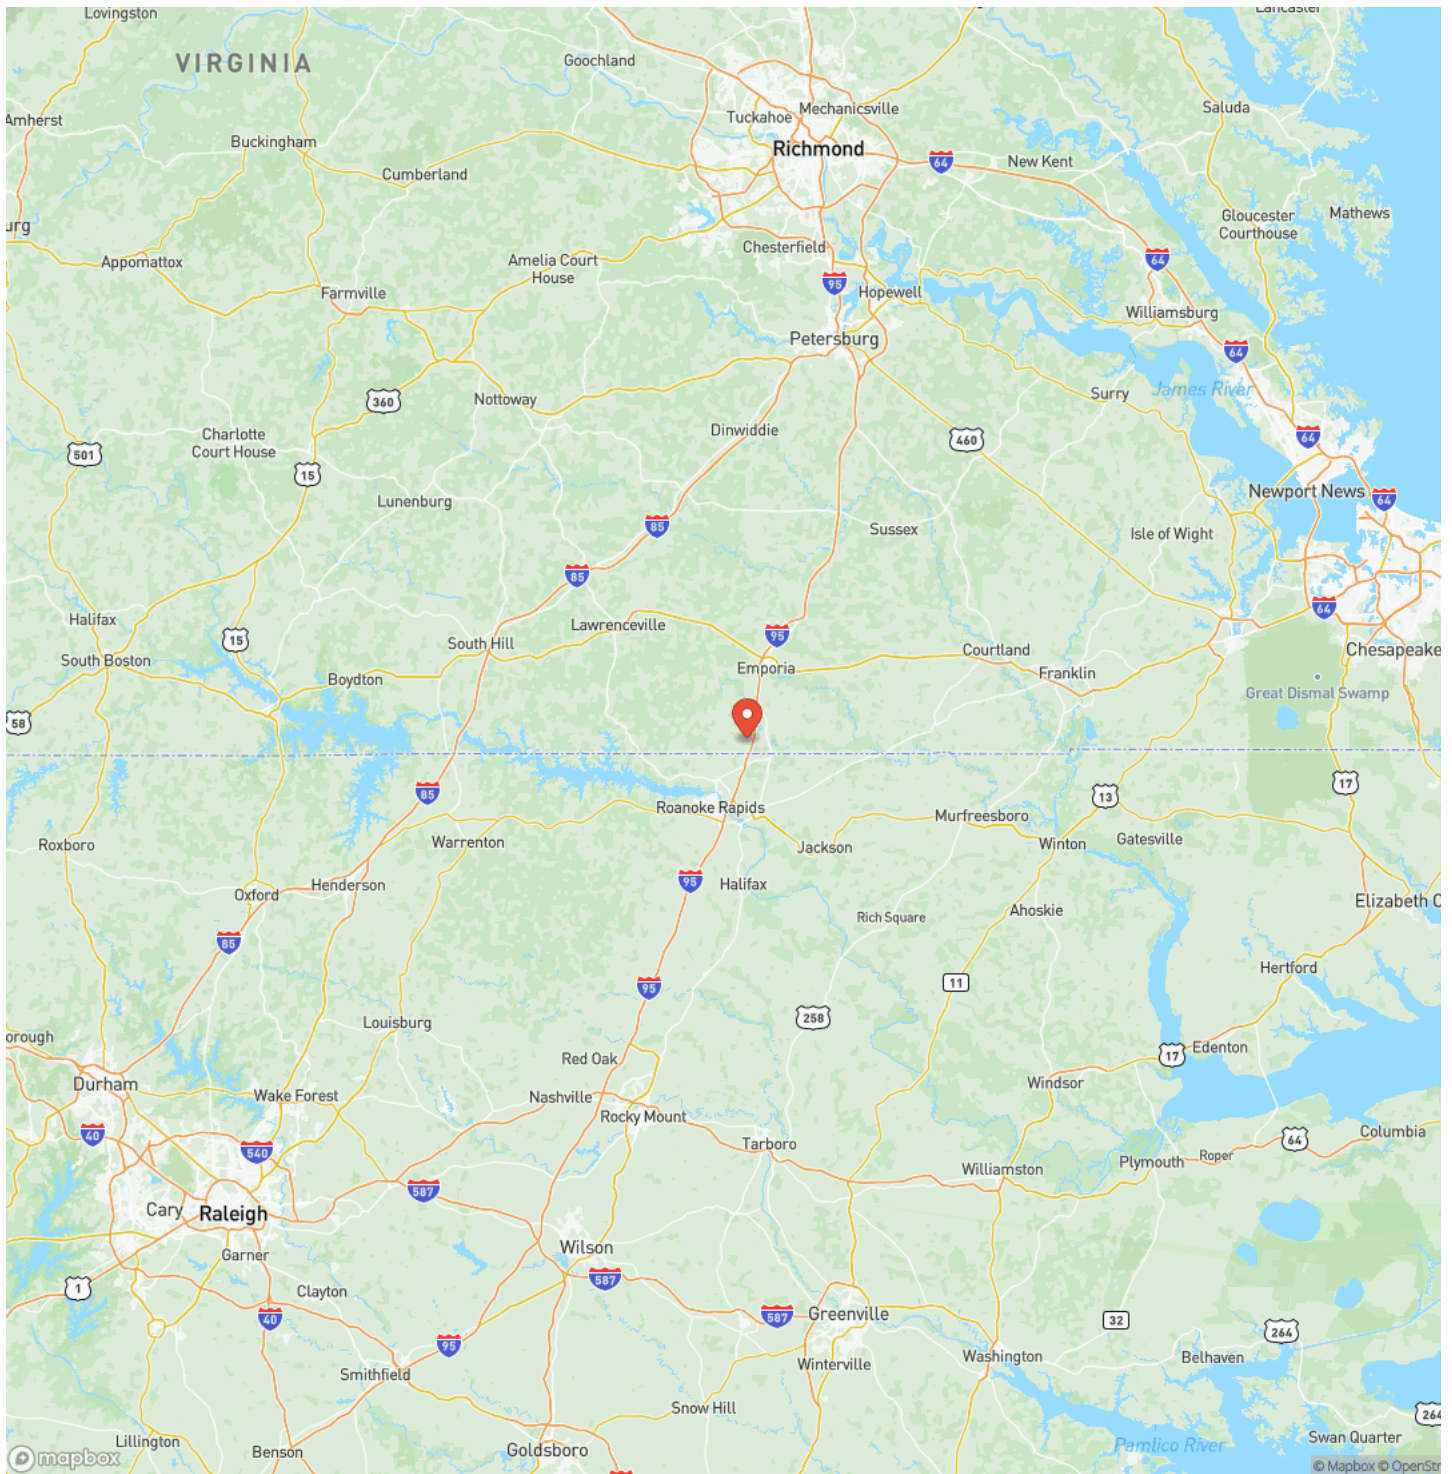 Lovingston
Lancaster
VIRGINIA
Goochland
Mechanicsville
Tuckahoe
Saluda
Amherst
Buckingham
Richmond
64
New Kent
Cumberland
Gloucester
Courthouse
Mathews
urg
Chesterfield
64
Appomattox
Amelia Court
House
95
Hopewell
Farmville
Williamsburg
Petersburg
64
James River
Surry
360
Nottoway
Dinwiddie
Charlotte
Court House
460
64
501
15
Newport News
64
Lunenburg
85
Sussex
Isle of Wight
85
64
Halifax
Lawrenceville
95
15
South Hill
Courtland
Chesapeake
South Boston
Emporia
Franklin
Boydton
Great Dismal Swamp
58
17
85
13
Roanoke Rapids
Murfreesboro
Roxboro
Warrenton
Jackson
Winton
Gatesville
Henderson
95
Halifax
Oxford
Elizabeth C
Rich Square
Ahoskie
85
Hertford
95
11
Louisburg
258
orough
Red Oak
17
Edenton
Durham
Windsor
Wake Forest
Nashville
Rocky Mount
40
540
Tarboro
64
Columbia
Roper
Plymouth
Williamston
587
Cary
Raleigh
Wilson
Garner
587
1
Clayton
40
587
Greenville
32
264
95
Washington
Belhaven
Winterville
Smithfield
Snow Hill
264
Lillington
Benson
Goldsboro
Pamlico River
Swan Quarter
mapbox
© Mapbox © OpenStr